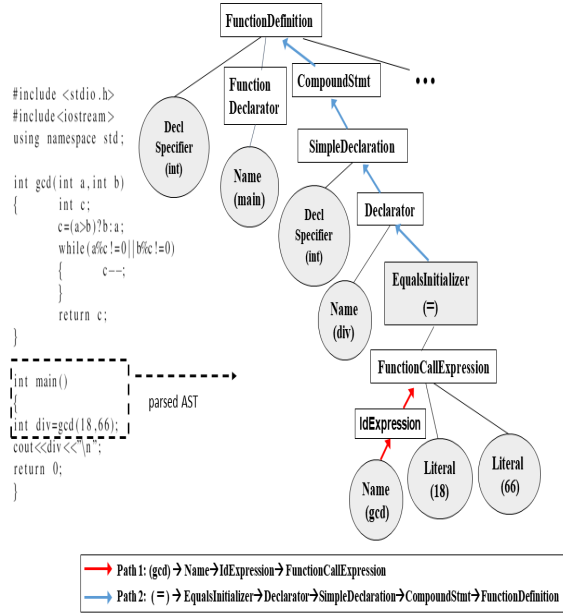 FunctionDefinition
Function
Declarator
CompoundStmt
...
Decl
Specifier
(int)
Name
(main)
SimpleDeclaration
Decl
Specifier
(int)
Declarator
Name
(div)
EqualsInitializer
(=)
FunctionCallExpression
IdExpression
Name
(gcd)
Literal
(18)
Literal
(66)
#include <stdio.h>
#include<iostream>
using namespace std;
int gcd(int a,int b)
{ int c;
c=(a>b)?b:a;
while(a%c!=0||b%c!=0)
{ c--;
}
return c;
}
int main()
{
int div=gcd(18,66);
cout<<div<<"\n";
return 0;
}
parsed AST
Path 1: (gcd) → Name→IdExpression→FunctionCallExpression
Path 2: (=) → EqualsInitializer→Declarator→SimpleDeclaration→CompoundStmt→FunctionDefinition